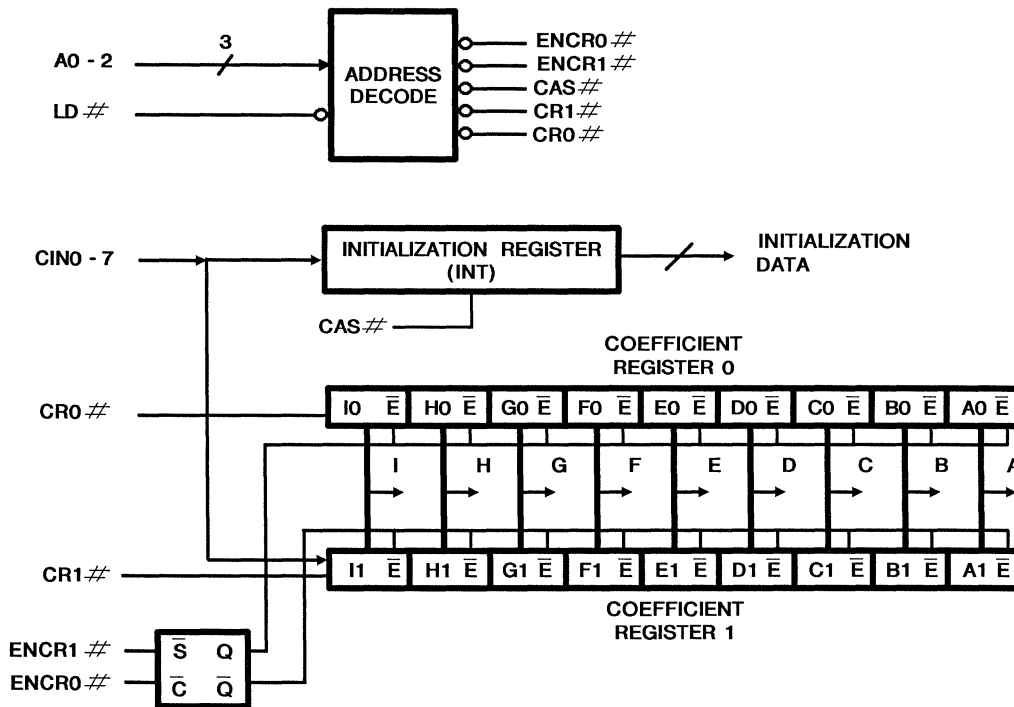 3
A0 - 2
LD#
ADDRESS
DECODE
ENCR0#
ENCR1#
CAS#
CR1#
CR0#
CIN0 - 7
INITIALIZATION REGISTER
(INT)
INITIALIZATION
DATA
CAS#
COEFFICIENT
REGISTER 0
CR0#
I0 E̅ H0 E̅ G0 E̅ F0 E̅ E0 E̅ D0 E̅ C0 E̅ B0 E̅ A0 E̅
I H G F E D C B A
CR1#
I1 E̅ H1 E̅ G1 E̅ F1 E̅ E1 E̅ D1 E̅ C1 E̅ B1 E̅ A1 E̅
COEFFICIENT
REGISTER 1
ENCR1# S̅ Q
ENCR0# C̅ Q̅